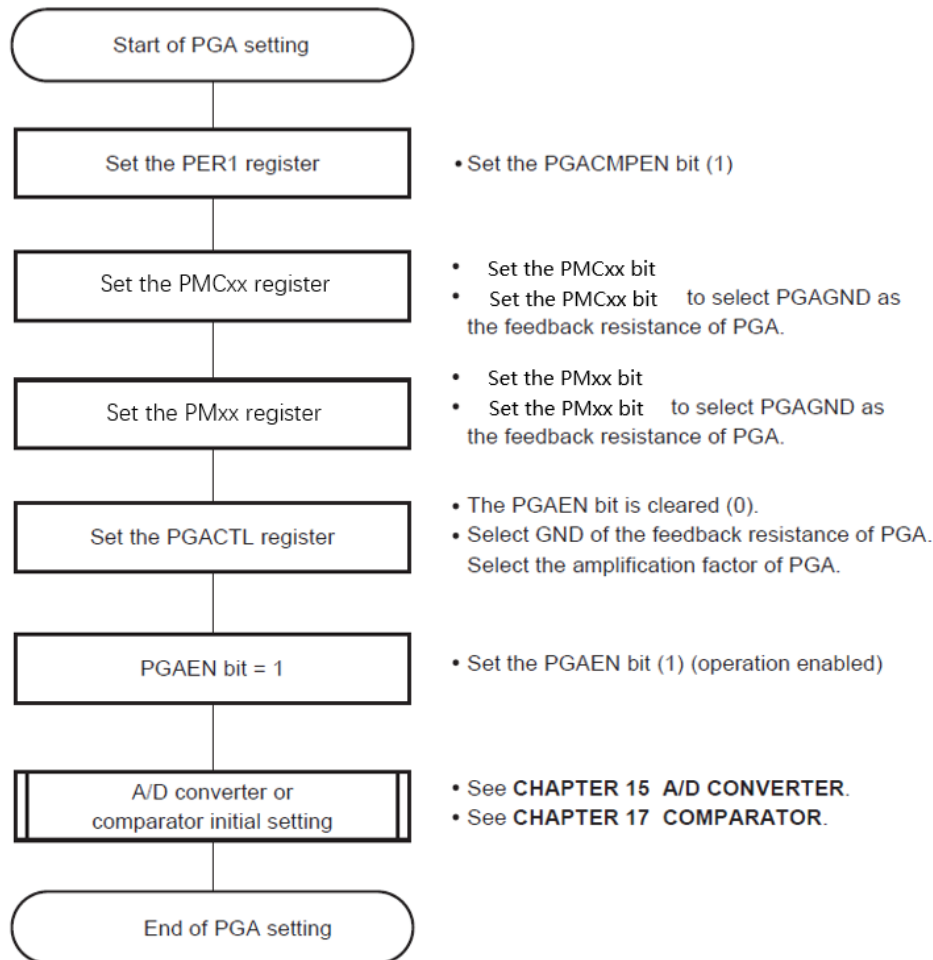 Start of PGA setting
Set the PER1 register
• Set the PGACMPEN bit (1)
Set the PMCxx register
• Set the PMCxx bit
• Set the PMCxx bit to select PGAGND as
the feedback resistance of PGA.
Set the PMxx register
• Set the PMxx bit
• Set the PMxx bit to select PGAGND as
the feedback resistance of PGA.
Set the PGACTL register
• The PGAEN bit is cleared (0).
• Select GND of the feedback resistance of PGA.
Select the amplification factor of PGA.
PGAEN bit = 1
• Set the PGAEN bit (1) (operation enabled)
A/D converter or
comparator initial setting
• See CHAPTER 15 A/D CONVERTER.
• See CHAPTER 17 COMPARATOR.
End of PGA setting